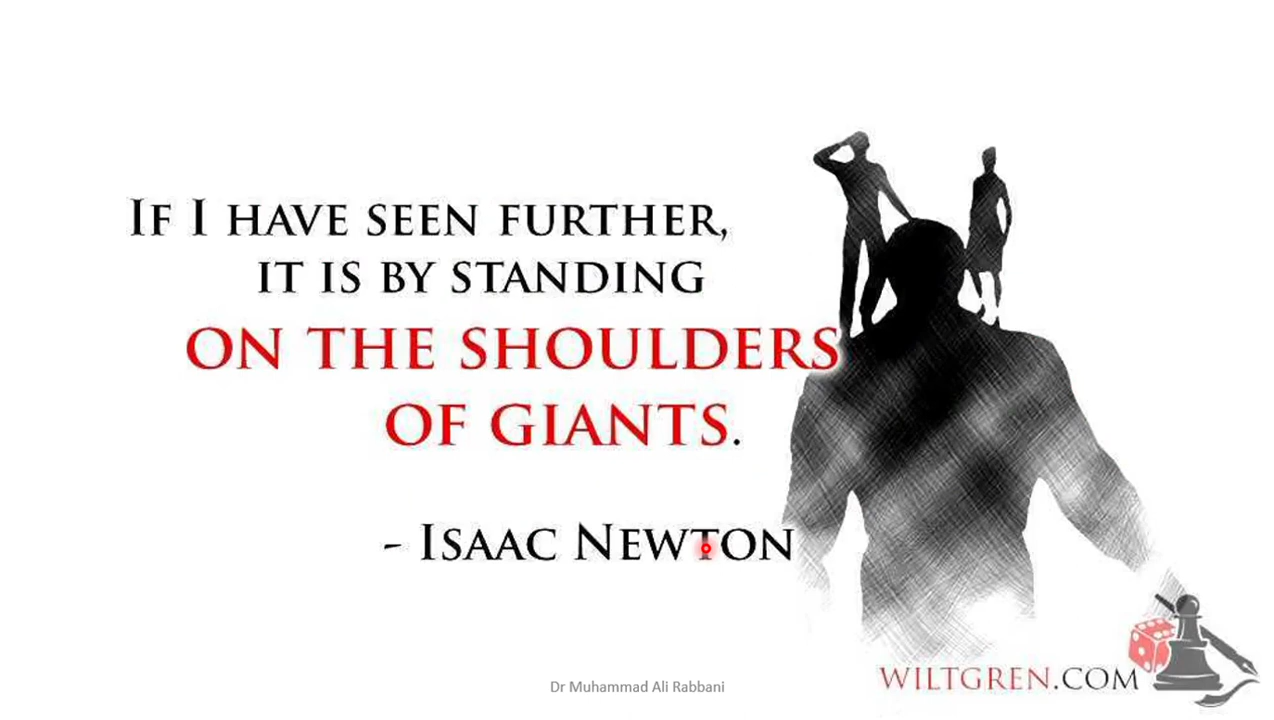 If I have seen further,
it is by standing
on the shoulders
of giants.
- Isaac Newton
WILTGREN.COM
Dr Muhammad Ali Rabbani